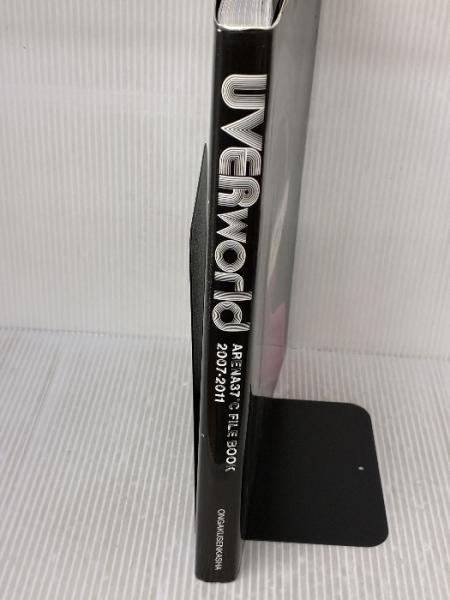 UVERworld
ARENA37℃ FILE BOOK
2007-2011
ONGAKUSENKASHA